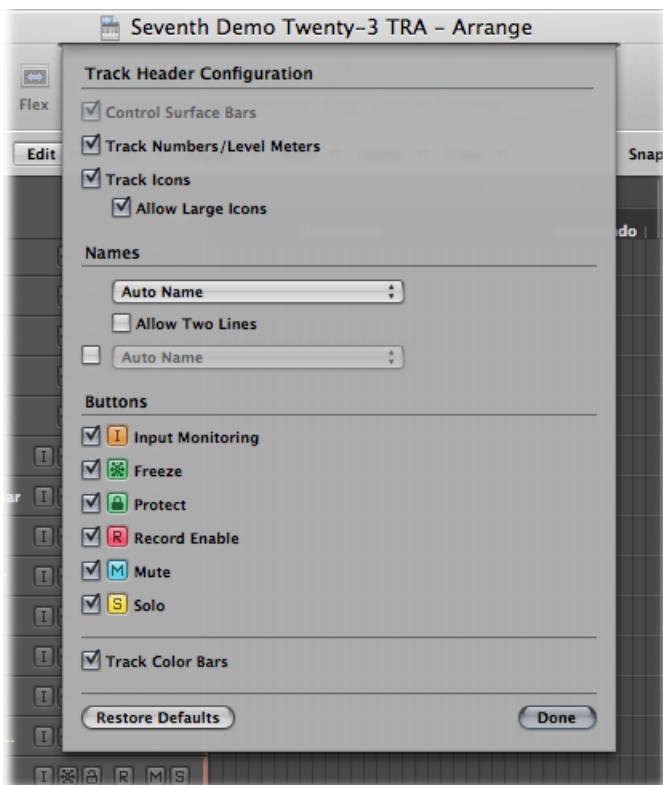 Seventh Demo Twenty-3 TRA – Arrange
Flex
Edit
Snap
Track Header Configuration
Control Surface Bars
Track Numbers/Level Meters
Track Icons
Allow Large Icons
do
Names
Auto Name
Allow Two Lines
Auto Name
Buttons
I Input Monitoring
Freeze
Protect
R Record Enable
M Mute
S Solo
Track Color Bars
Restore Defaults
Done
I
ar I
I
I
I
I
I
I
I R M S